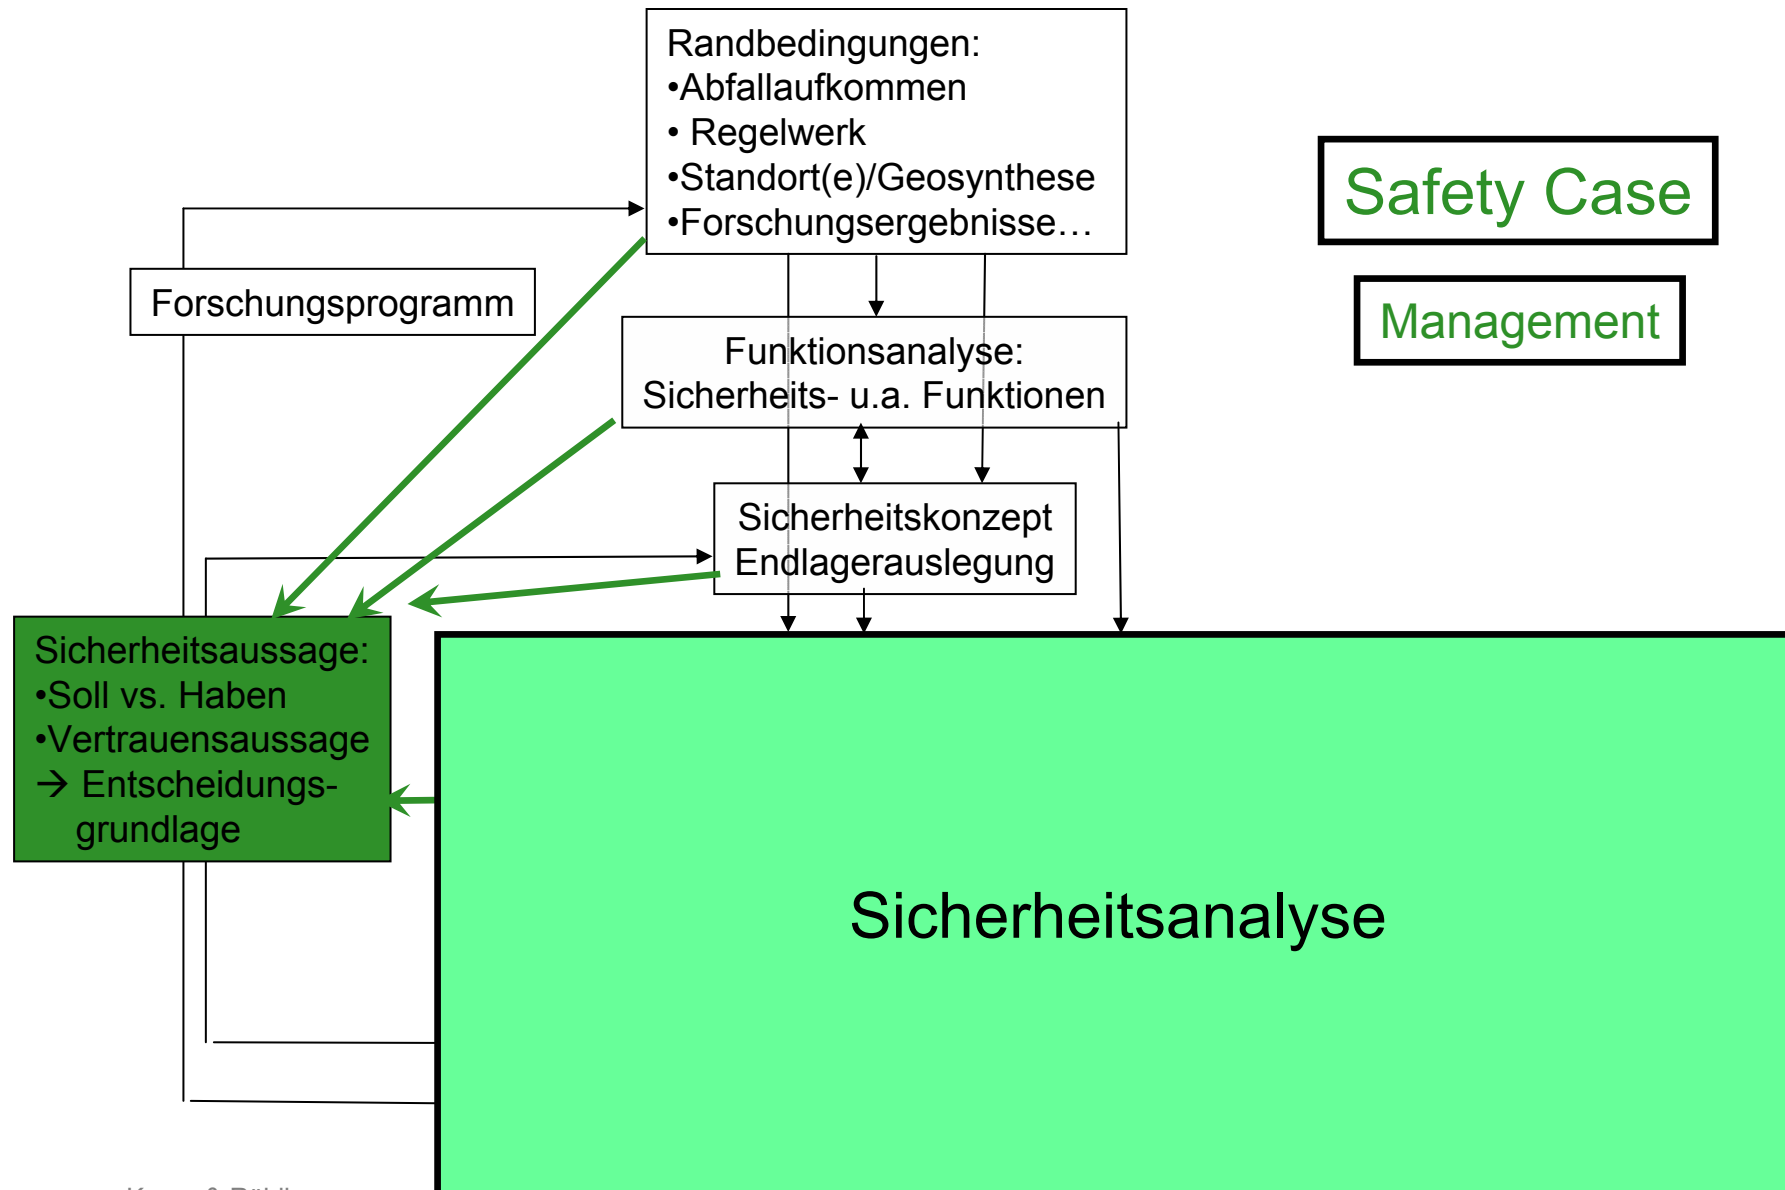 Randbedingungen:
•Abfallaufkommen
• Regelwerk
•Standort(e)/Geosynthese
•Forschungsergebnisse…
Safety Case
Management
Forschungsprogramm
Funktionsanalyse:
Sicherheits- u.a. Funktionen
Sicherheitskonzept
Endlagerauslegung
Sicherheitsaussage:
•Soll vs. Haben
•Vertrauensaussage
→ Entscheidungs-
grundlage
Sicherheitsanalyse